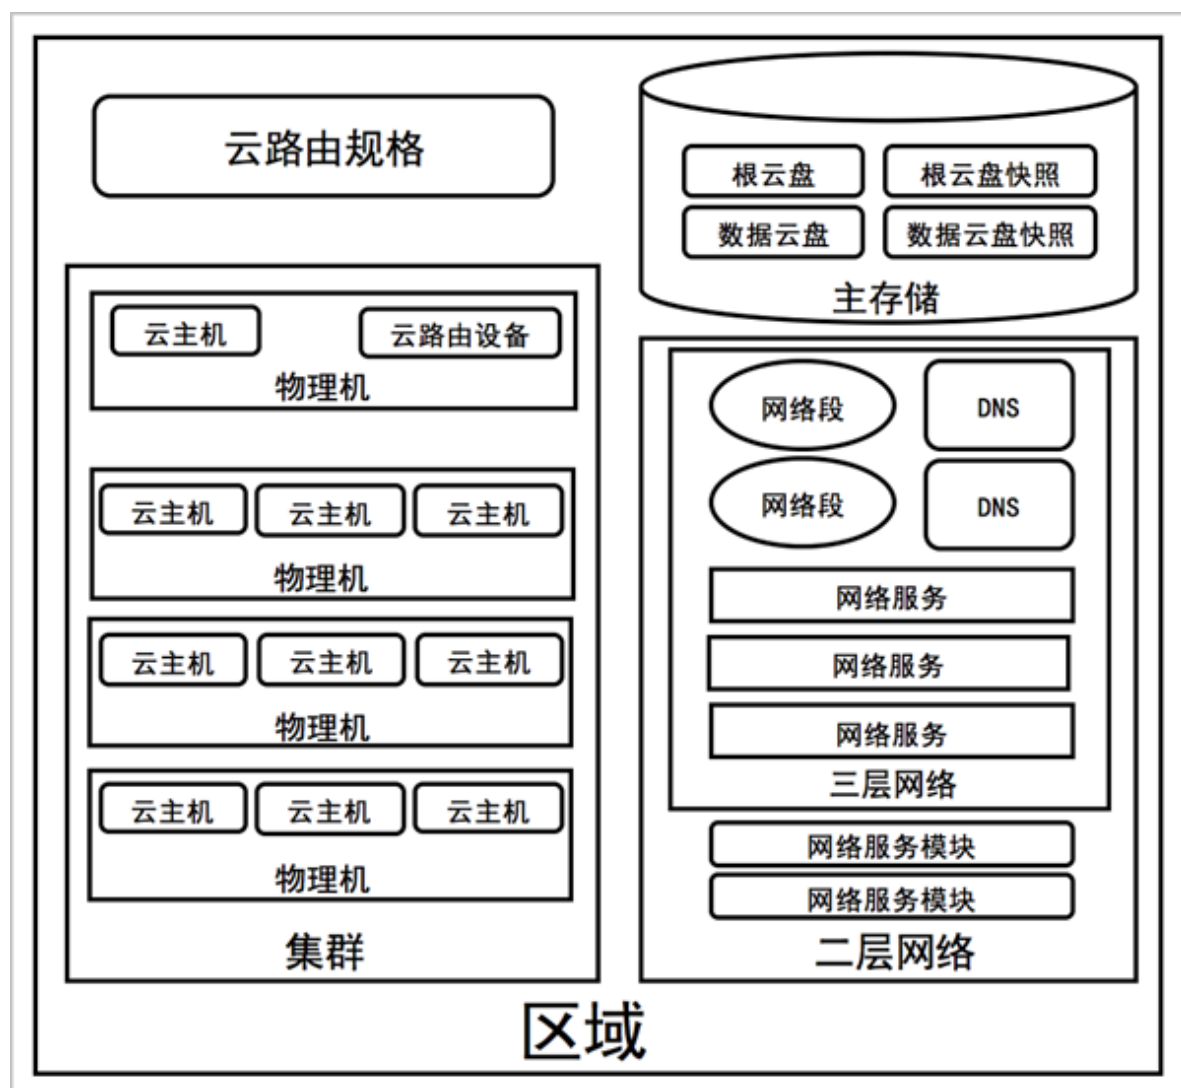 云路由规格
根云盘
根云盘快照
数据云盘
数据云盘快照
主存储
云主机
云路由设备
物理机
云主机
云主机
云主机
物理机
云主机
云主机
云主机
物理机
云主机
云主机
云主机
物理机
集群
网络段
DNS
网络段
DNS
网络服务
网络服务
网络服务
三层网络
网络服务模块
网络服务模块
二层网络
区域